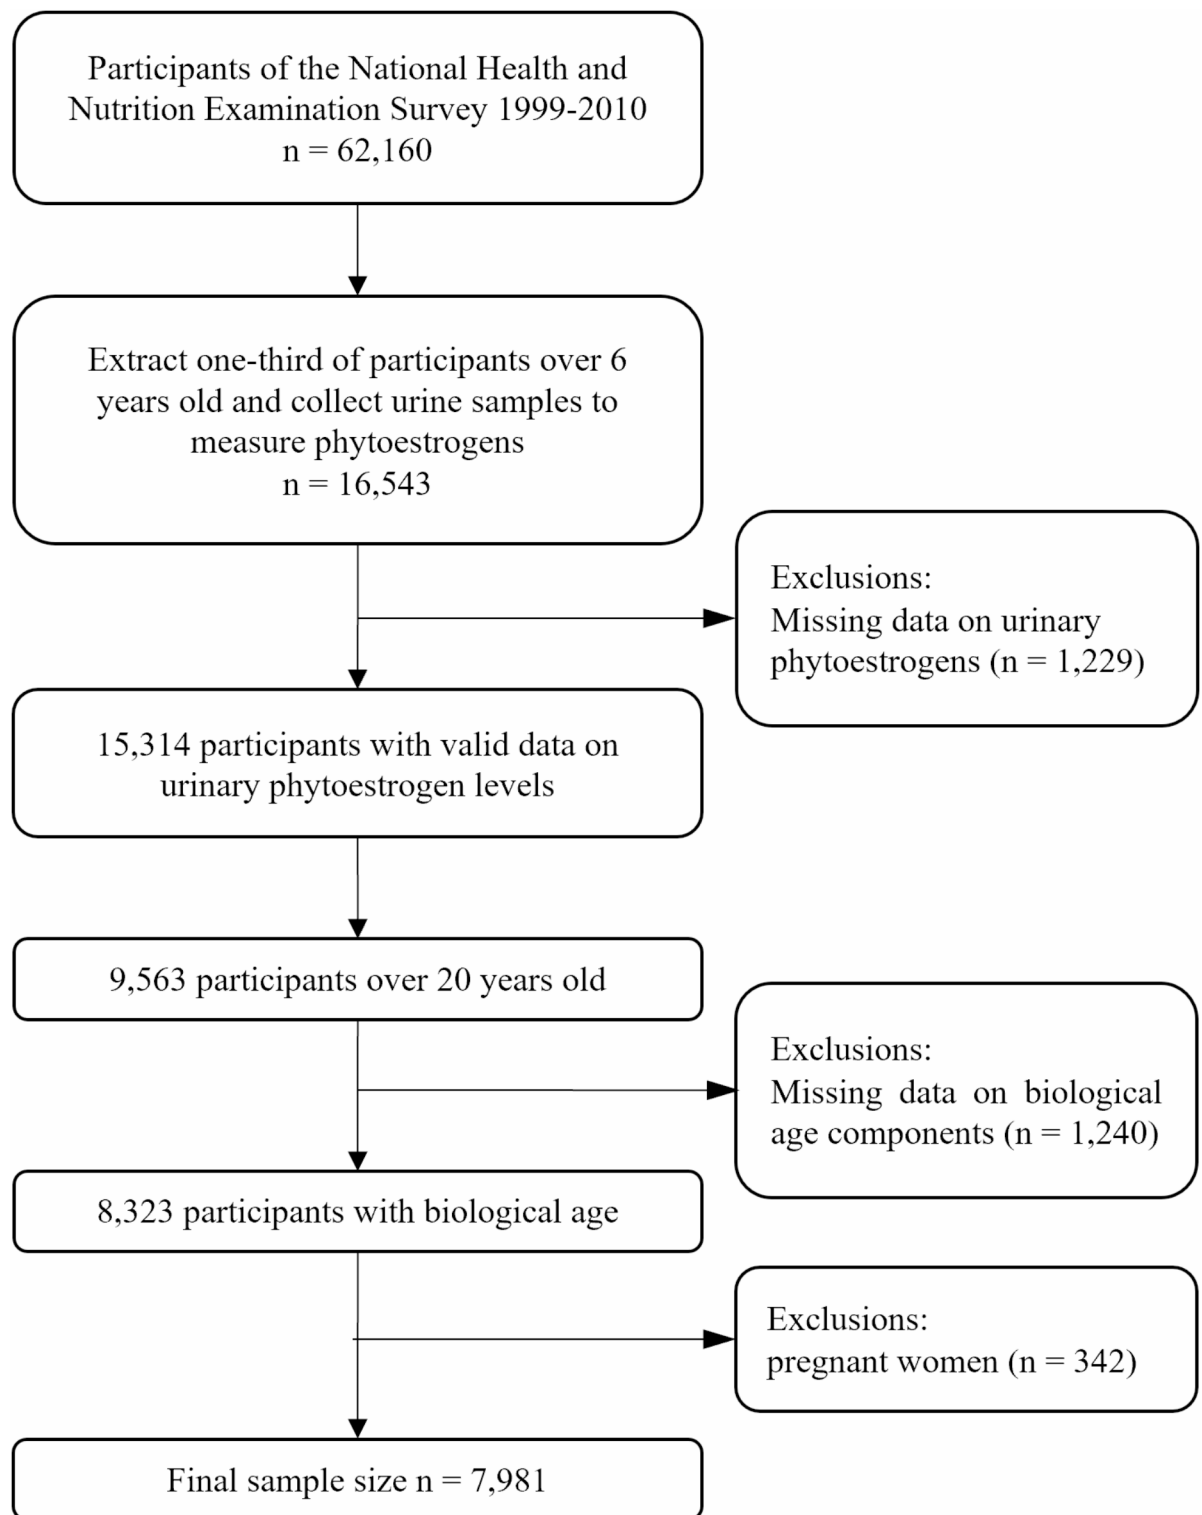 Participants of the National Health and
Nutrition Examination Survey 1999-2010
n = 62,160
Extract one-third of participants over 6
years old and collect urine samples to
measure phytoestrogens
n = 16,543
Exclusions:
Missing data on urinary
phytoestrogens (n = 1,229)
15,314 participants with valid data on
urinary phytoestrogen levels
9,563 participants over 20 years old
Exclusions:
Missing data on biological
age components (n = 1,240)
8,323 participants with biological age
Exclusions:
pregnant women (n = 342)
Final sample size n = 7,981